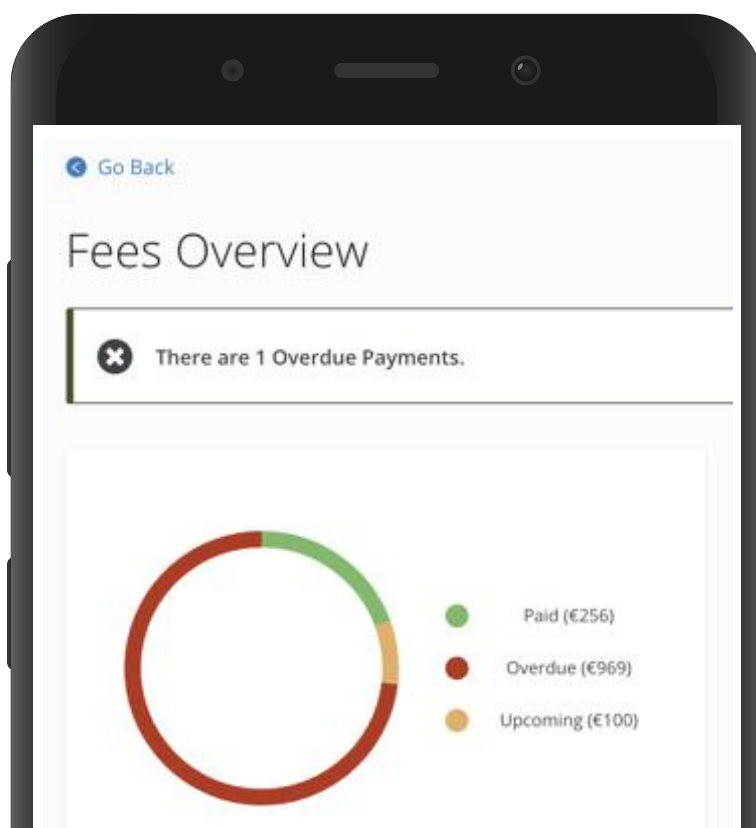 Go Back
Fees Overview
There are 1 Overdue Payments.
Paid (€256)
Overdue (€969)
Upcoming (€100)